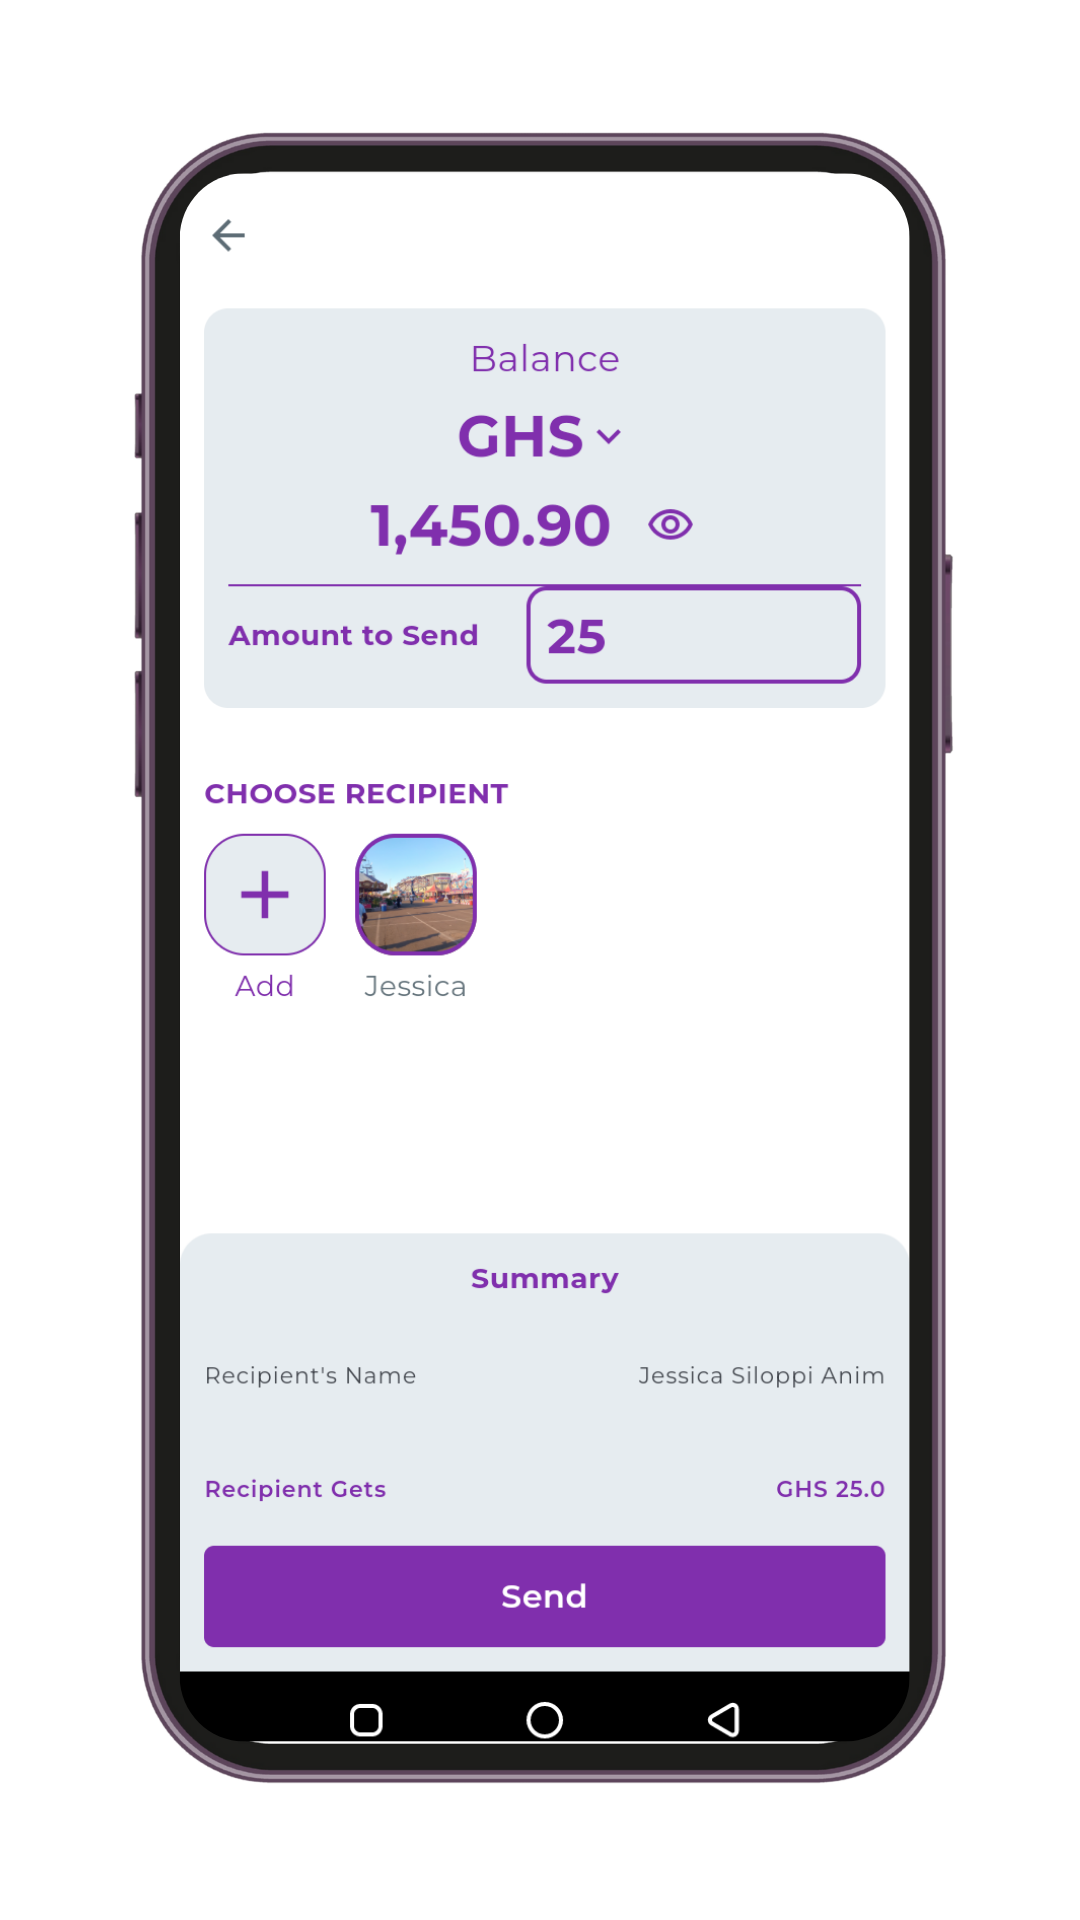 Balance
GHS
1,450.90
Amount to Send 25
CHOOSE RECIPIENT
Add Jessica
Summary
Recipient's Name Jessica Siloppi Anim
Recipient Gets GHS 25.0
Send